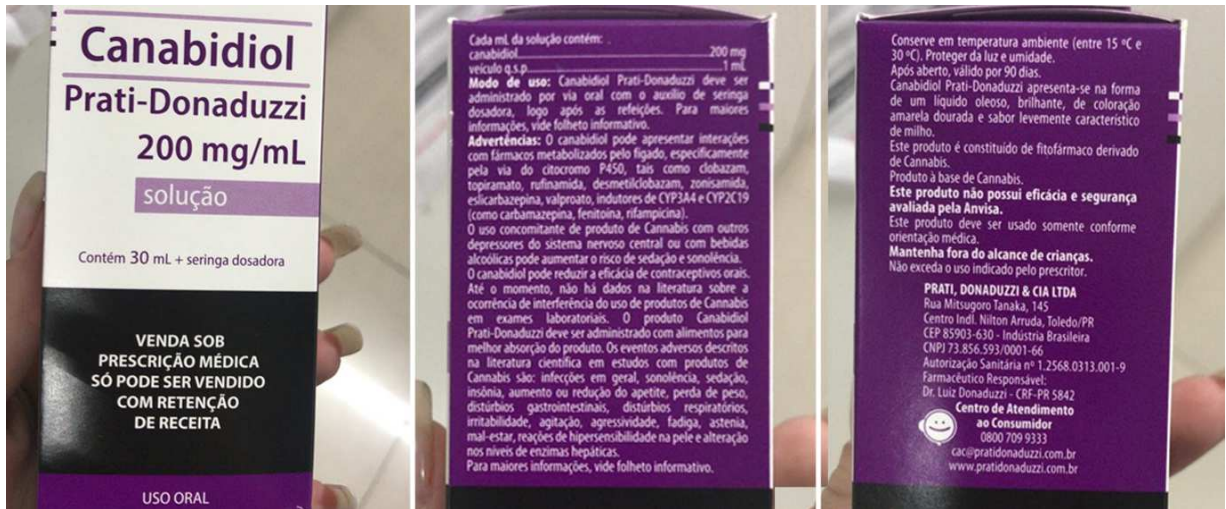 Canabidiol
Prati-Donaduzzi
200 mg/mL
solução
Contém 30 mL + seringa dosadora
VENDA SOB
PRESCRIÇÃO MÉDICA
SÓ PODE SER VENDIDO
COM RETENÇÃO
DE RECEITA
USO ORAL
Cada mL da solução contém:
canabidiol 200 mg
veículo q.s.p 1 mL
Modo de uso: Canabidiol Prati-Donaduzzi deve ser
administrado por via oral com o auxílio de seringa
dosadora, logo após as refeições. Para maiores
informações, vide folheto informativo.
Advertências: O canabidiol pode apresentar interações
com fármacos metabolizados pelo fígado, especificamente
pela via do citocromo P450, tais como clobazam,
topiramato, rufinamida, desmetilclobazam, zonisamida,
eslicarbazepina, valproato, indutores de CYP3A4 e CYP2C19
(como carbamazepina, fenitoína, rifampicina).
O uso concomitante de produto de Cannabis com outros
depressores do sistema nervoso central ou com bebidas
alcoólicas pode aumentar o risco de sedação e sonolência.
O canabidiol pode reduzir a eficácia de contraceptivos orais.
Até o momento, não há dados na literatura sobre a
ocorrência de interferência do uso de produtos de Cannabis
em exames laboratoriais. O produto Canabidiol
Prati-Donaduzzi deve ser administrado com alimentos para
melhor absorção do produto. Os eventos adversos descritos
na literatura científica em estudos com produtos de
Cannabis são: infecções em geral, sonolência, sedação,
insônia, aumento ou redução do apetite, perda de peso,
distúrbios gastrointestinais, distúrbios respiratórios,
irritabilidade, agitação, agressividade, fadiga, astenia,
mal-estar, reações de hipersensibilidade na pele e alteração
nos níveis de enzimas hepáticas.
Para maiores informações, vide folheto informativo.
Conserve em temperatura ambiente (entre 15 ºC e
30 ºC). Proteger da luz e umidade.
Após aberto, válido por 90 dias.
Canabidiol Prati-Donaduzzi apresenta-se na forma
de um líquido oleoso, brilhante, de coloração
amarela dourada e sabor levemente característico
de milho.
Este produto é constituído de fitofármaco derivado
de Cannabis.
Produto à base de Cannabis.
Este produto não possui eficácia e segurança
avaliada pela Anvisa.
Este produto deve ser usado somente conforme
orientação médica.
Mantenha fora do alcance de crianças.
Não exceda o uso indicado pelo prescritor.
PRATI, DONADUZZI & CIA LTDA
Rua Mitsugoro Tanaka, 145
Centro Indl. Nilton Arruda, Toledo/PR
CEP 85903-630 - Indústria Brasileira
CNPJ 73.856.593/0001-66
Autorização Sanitária nº 1.2568.0313.001-9
Farmacêutico Responsável:
Dr. Luiz Donaduzzi - CRF-PR 5842
Centro de Atendimento
ao Consumidor
0800 709 9333
cac@pratidonaduzzi.com.br
www.pratidonaduzzi.com.br